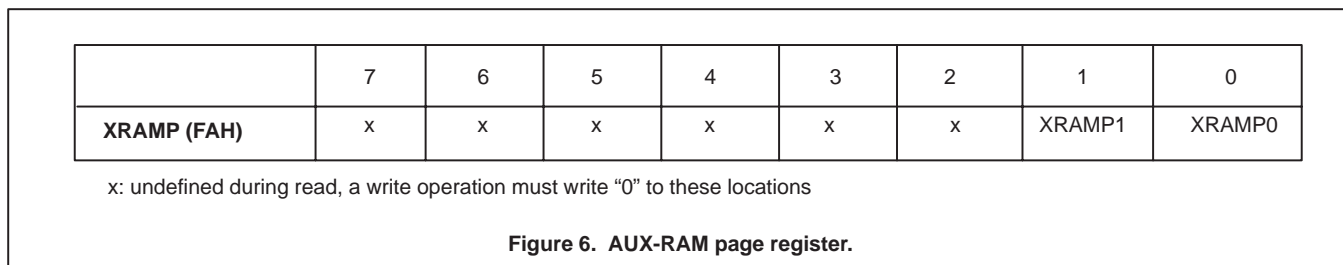 7 6 5 4 3 2 1 0
XRAMP (FAH) x x x x x x XRAMP1 XRAMP0
x: undefined during read, a write operation must write “0” to these locations
Figure 6. AUX-RAM page register.